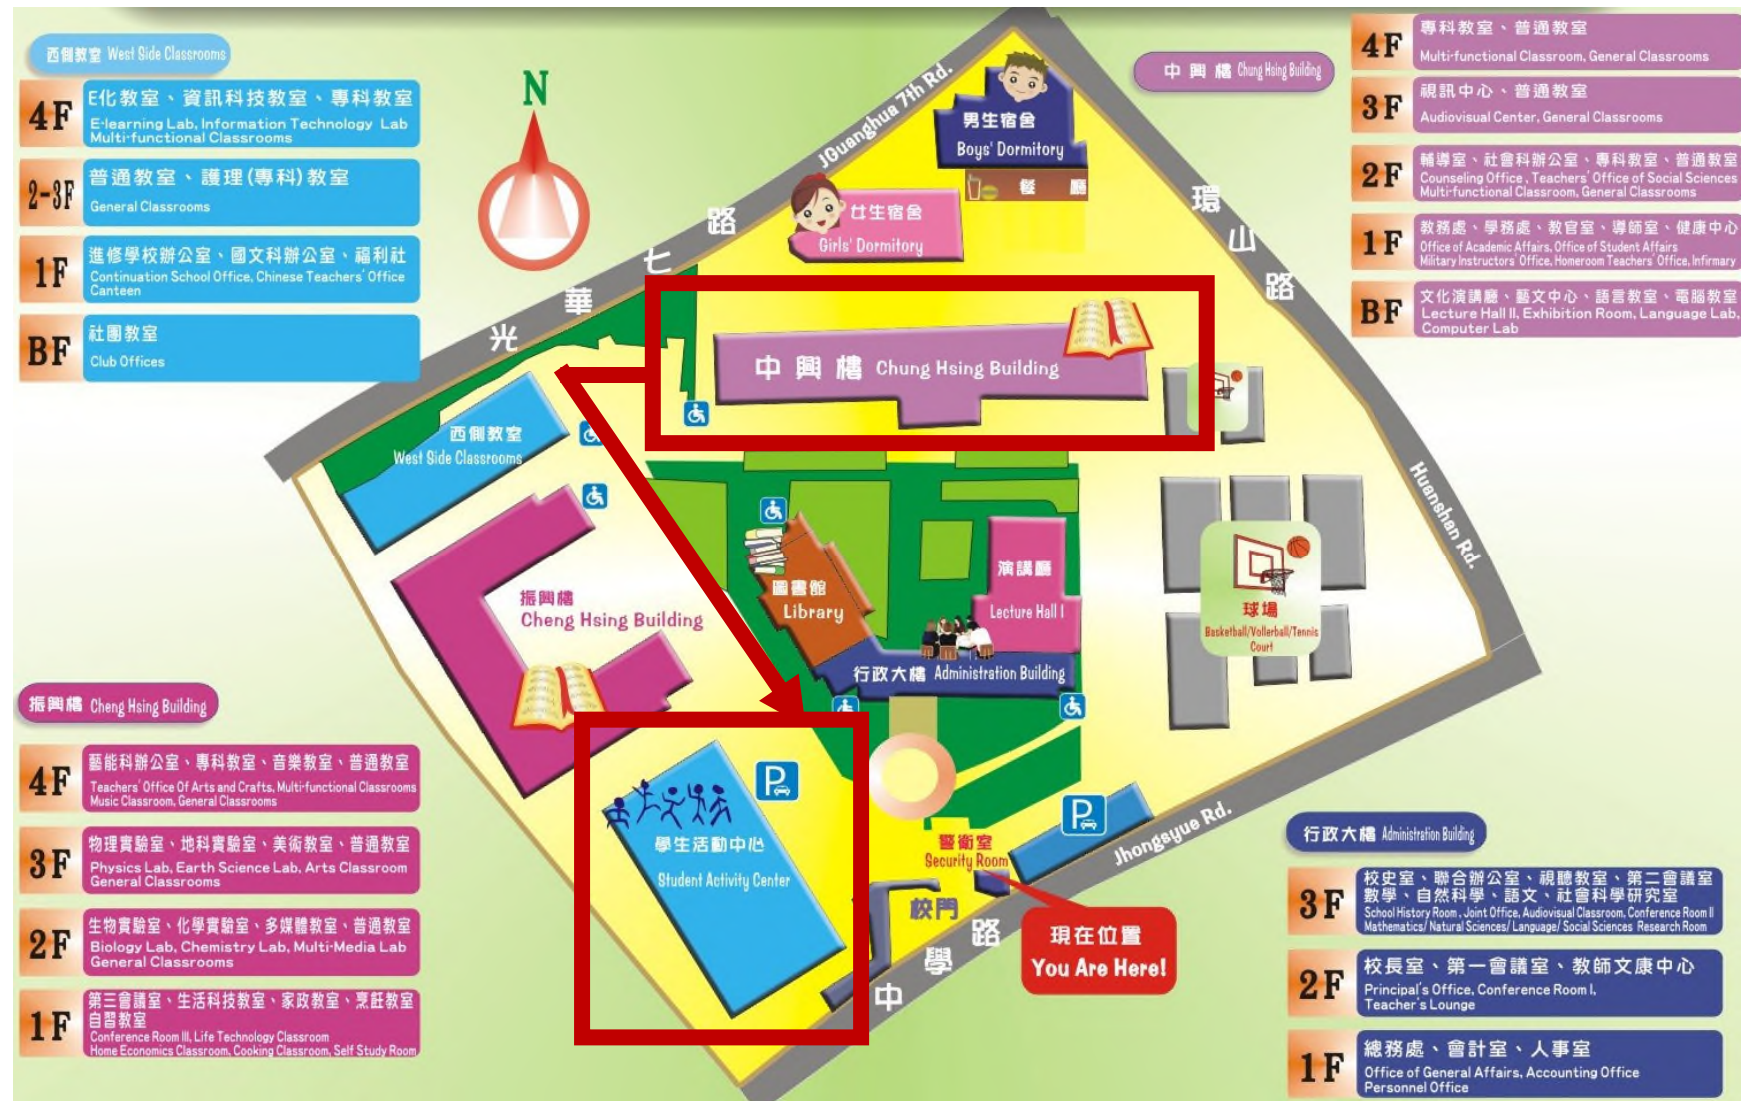 西側教室 West Side Classrooms
4F
E化教室、資訊科技教室、專科教室
E-learning Lab, Information Technology Lab
Multi-functional Classrooms
2-3F
普通教室、護理(專科)教室
General Classrooms
1F
進修學校辦公室、國文科辦公室、福利社
Continuation School Office, Chinese Teachers' Office
Canteen
BF
社團教室
Club Offices
N
中興樓 Chung Hsing Building
4F
專科教室、普通教室
Multi-functional Classroom, General Classrooms
3F
視訊中心、普通教室
Audiovisual Center, General Classrooms
2F
輔導室、社會科辦公室、專科教室、普通教室
Counseling Office , Teachers' Office of Social Sciences
Multi-functional Classroom, General Classrooms
1F
教務處、學務處、教官室、導師室、健康中心
Office of Academic Affairs, Office of Student Affairs
Military Instructors' Office, Homeroom Teachers' Office, Infirmary
BF
文化演講廳、藝文中心、語言教室、電腦教室
Lecture Hall II, Exhibition Room, Language Lab,
Computer Lab
JGuanghua 7th Rd.
光華七路
男生宿舍
Boys' Dormitory
餐廳
女生宿舍
Girls' Dormitory
環山路
Huanshan Rd.
中興樓 Chung Hsing Building
西側教室
West Side Classrooms
振興樓
Cheng Hsing Building
圖書館
Library
演講廳
Lecture Hall I
行政大樓 Administration Building
球場
Basketball/Vollerball/Tennis
Court
P
學生活動中心
Student Activity Center
P
警衛室
Security Room
校門
Jhongsyue Rd.
中學路
現在位置
You Are Here!
振興樓 Cheng Hsing Building
4F
藝能科辦公室、專科教室、音樂教室、普通教室
Teachers' Office Of Arts and Crafts, Multi-functional Classrooms
Music Classroom, General Classrooms
3F
物理實驗室、地科實驗室、美術教室、普通教室
Physics Lab, Earth Science Lab, Arts Classroom
General Classrooms
2F
生物實驗室、化學實驗室、多媒體教室、普通教室
Biology Lab, Chemistry Lab, Multi-Media Lab
General Classrooms
1F
第三會議室、生活科技教室、家政教室、烹飪教室
自習教室
Conference Room III, Life Technology Classroom
Home Economics Classroom, Cooking Classroom, Self Study Room
行政大樓 Administration Building
3F
校史室、聯合辦公室、視聽教室、第二會議室
數學、自然科學、語文、社會科學研究室
School History Room , Joint Office, Audiovisual Classroom, Conference Room II
Mathematics/ Natural Sciences/ Language/ Social Sciences Research Room
2F
校長室、第一會議室、教師文康中心
Principal's Office, Conference Room I,
Teacher's Lounge
1F
總務處、會計室、人事室
Office of General Affairs, Accounting Office
Personnel Office